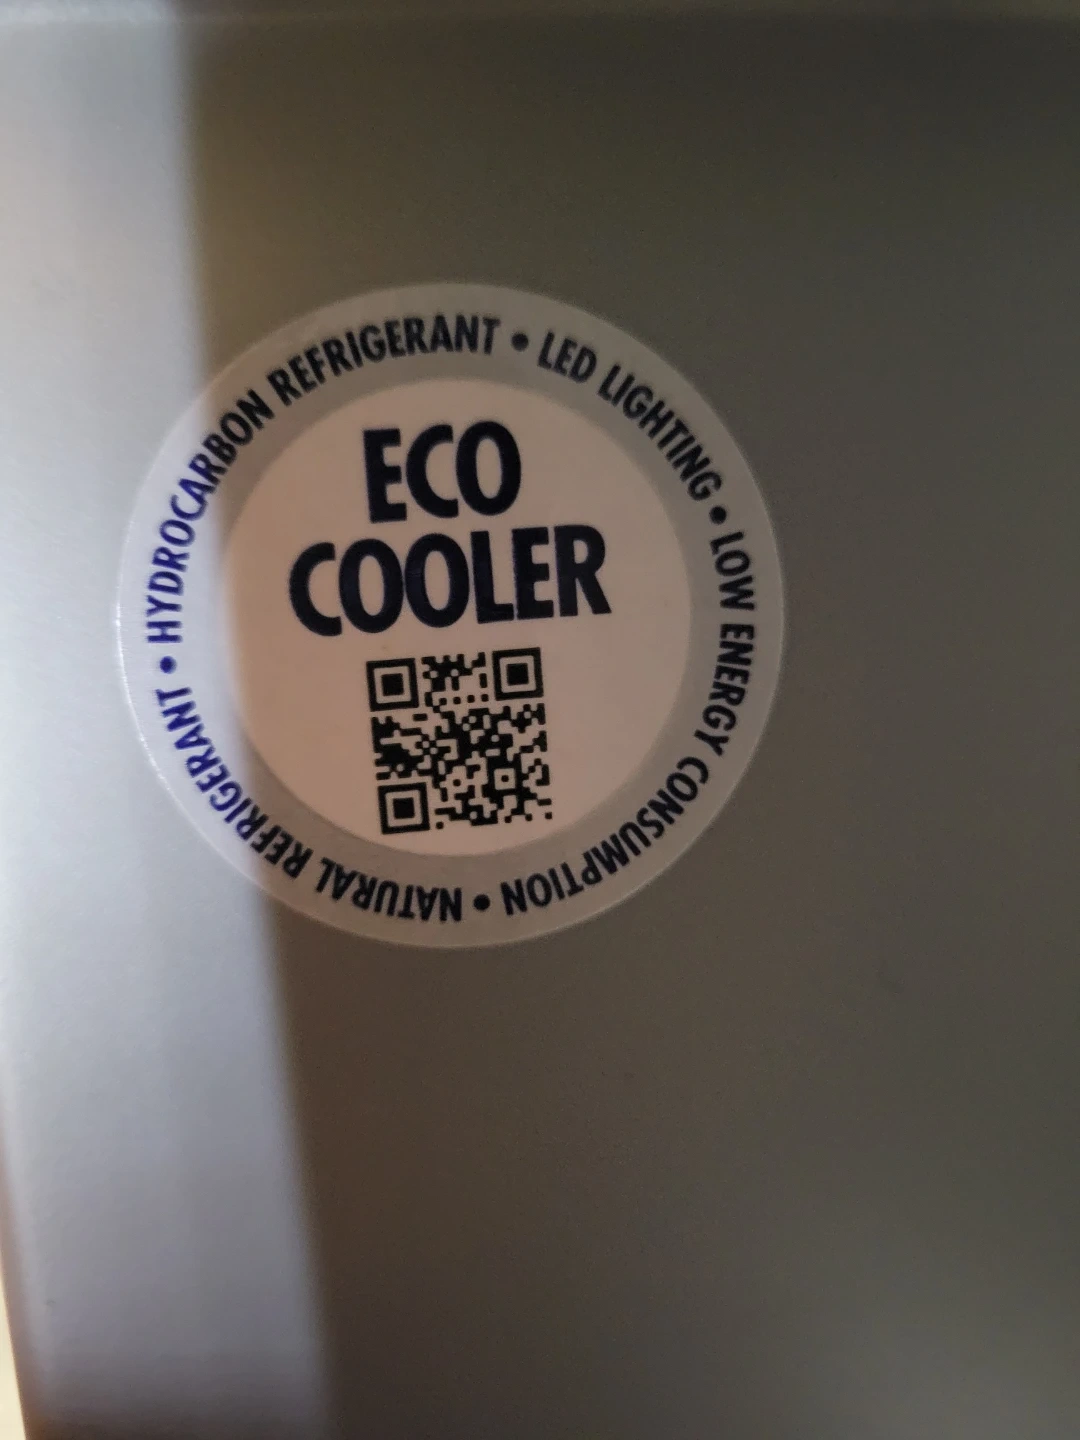 ECO
COOLER
• HYDROCARBON REFRIGERANT • LED LIGHTING • LOW ENERGY CONSUMPTION • NATURAL REFRIGERANT